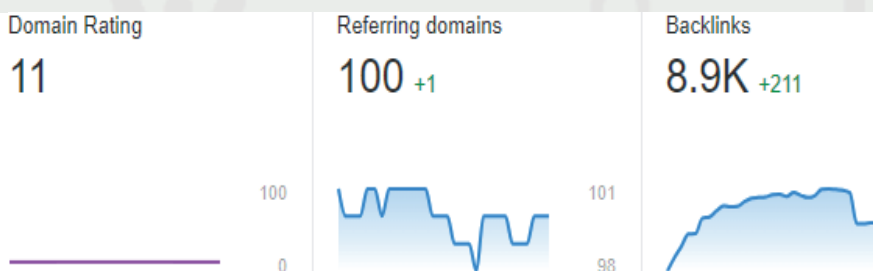 Domain Rating
11
Referring domains
100 +1
Backlinks
8.9K +211
100
0
101
98